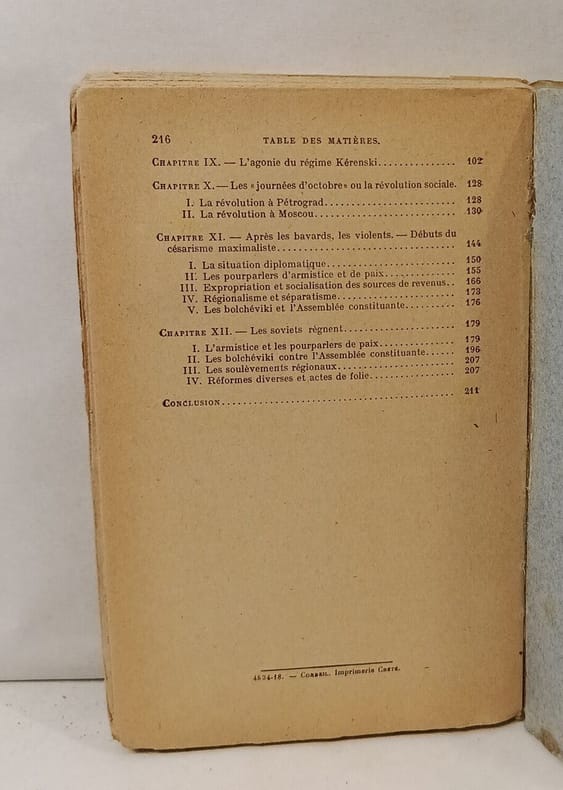 216 TABLE DES MATIÈRES.
CHAPITRE IX. — L'agonie du régime Kérenski............... 102
CHAPITRE X. — Les «journées d'octobre» ou la révolution sociale. 128
I. La révolution à Pétrograd........................ 128
II. La révolution à Moscou.......................... 130
CHAPITRE XI. — Après les bavards, les violents. — Débuts du
césarisme maximaliste................................ 144
I. La situation diplomatique........................ 150
II. Les pourparlers d'armistice et de paix............. 155
III. Expropriation et socialisation des sources de revenus.. 166
IV. Régionalisme et séparatisme...................... 173
V. Les bolchéviki et l'Assemblée constituante.......... 176
CHAPITRE XII. — Les soviets règnent..................... 179
I. L'armistice et les pourparlers de paix............... 179
II. Les bolchéviki contre l'Assemblée constituante...... 196
III. Les soulèvements régionaux...................... 207
IV. Réformes diverses et actes de folie................. 207
CONCLUSION............................................ 211
4524-18. — CORBEIL. Imprimerie CRÉTÉ.